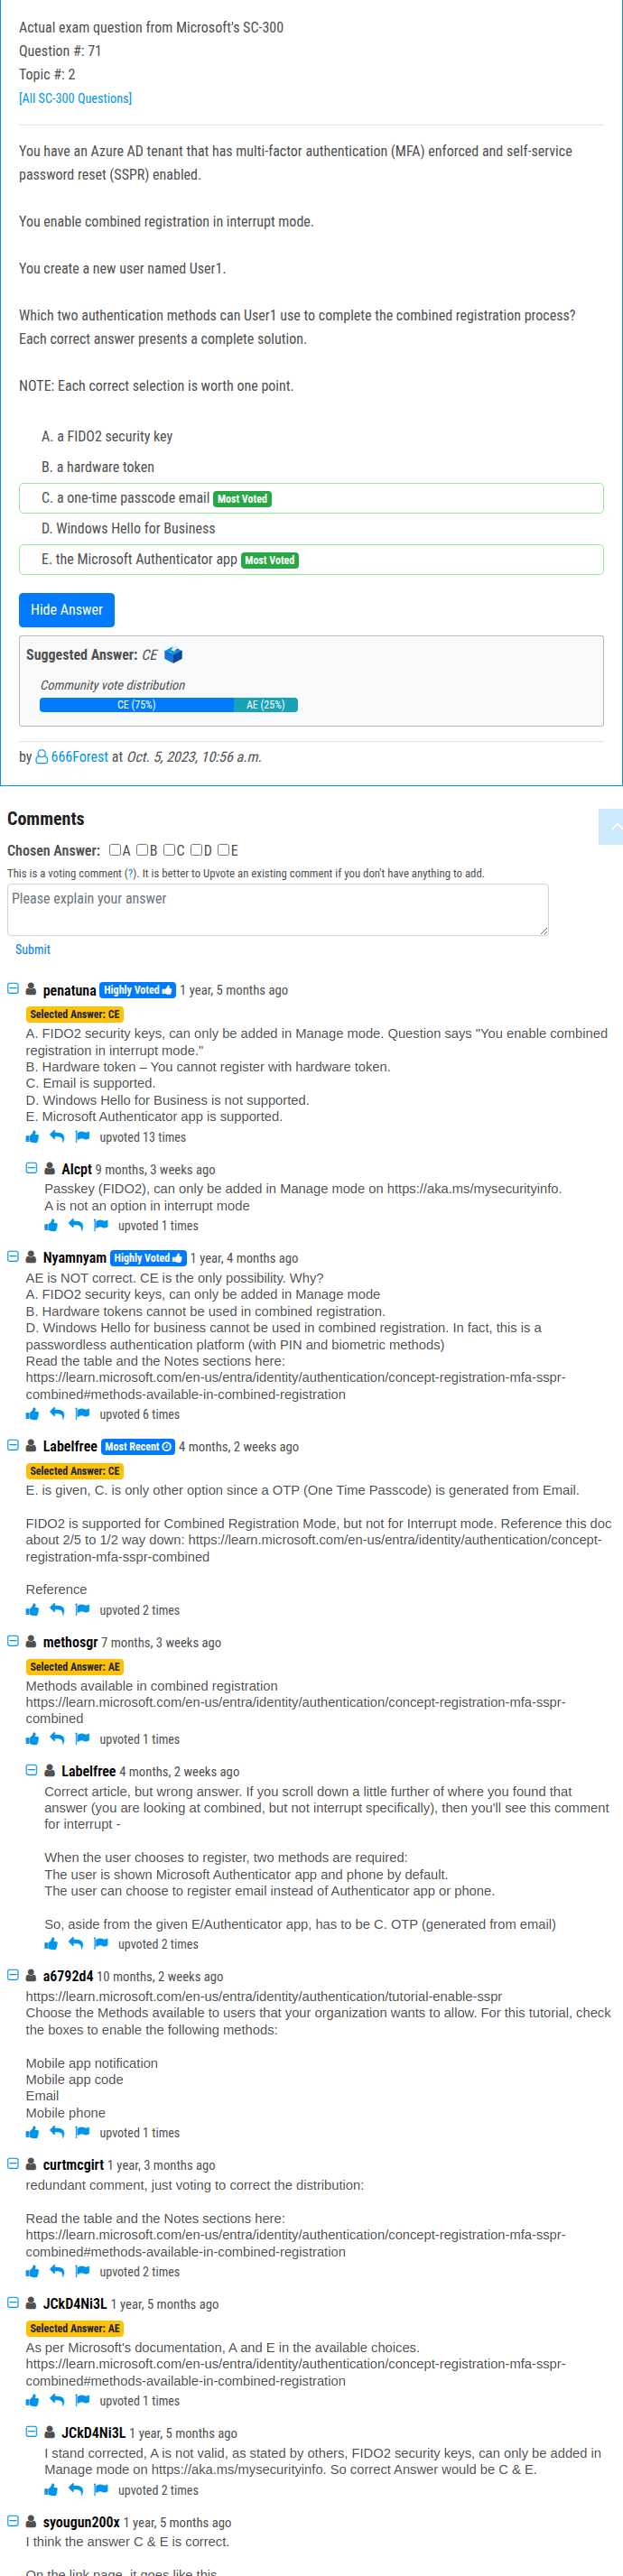 Actual exam question from Microsoft's SC-300
Question #: 71
Topic #: 2
[All SC-300 Questions]
You have an Azure AD tenant that has multi-factor authentication (MFA) enforced and self-service
password reset (SSPR) enabled.
You enable combined registration in interrupt mode.
You create a new user named User1.
Which two authentication methods can User1 use to complete the combined registration process?
Each correct answer presents a complete solution.
NOTE: Each correct selection is worth one point.
A. a FIDO2 security key
B. a hardware token
C. a one-time passcode email Most Voted
D. Windows Hello for Business
E. the Microsoft Authenticator app Most Voted
Hide Answer
Suggested Answer: CE
Community vote distribution
CE (75%) AE (25%)
by 666Forest at Oct. 5, 2023, 10:56 a.m.
Comments
Chosen Answer: A B C D E
This is a voting comment (?). It is better to Upvote an existing comment if you don't have anything to add.
Please explain your answer
Submit
penatuna Highly Voted 1 year, 5 months ago
Selected Answer: CE
A. FIDO2 security keys, can only be added in Manage mode. Question says "You enable combined
registration in interrupt mode."
B. Hardware token – You cannot register with hardware token.
C. Email is supported.
D. Windows Hello for Business is not supported.
E. Microsoft Authenticator app is supported.
upvoted 13 times
Alcpt 9 months, 3 weeks ago
Passkey (FIDO2), can only be added in Manage mode on https://aka.ms/mysecurityinfo.
A is not an option in interrupt mode
upvoted 1 times
Nyamnyam Highly Voted 1 year, 4 months ago
AE is NOT correct. CE is the only possibility. Why?
A. FIDO2 security keys, can only be added in Manage mode
B. Hardware tokens cannot be used in combined registration.
D. Windows Hello for business cannot be used in combined registration. In fact, this is a
passwordless authentication platform (with PIN and biometric methods)
Read the table and the Notes sections here:
https://learn.microsoft.com/en-us/entra/identity/authentication/concept-registration-mfa-sspr-
combined#methods-available-in-combined-registration
upvoted 6 times
Labelfree Most Recent 4 months, 2 weeks ago
Selected Answer: CE
E. is given, C. is only other option since a OTP (One Time Passcode) is generated from Email.
FIDO2 is supported for Combined Registration Mode, but not for Interrupt mode. Reference this doc
about 2/5 to 1/2 way down: https://learn.microsoft.com/en-us/entra/identity/authentication/concept-
registration-mfa-sspr-combined
Reference
upvoted 2 times
methosgr 7 months, 3 weeks ago
Selected Answer: AE
Methods available in combined registration
https://learn.microsoft.com/en-us/entra/identity/authentication/concept-registration-mfa-sspr-
combined
upvoted 1 times
Labelfree 4 months, 2 weeks ago
Correct article, but wrong answer. If you scroll down a little further of where you found that
answer (you are looking at combined, but not interrupt specifically), then you'll see this comment
for interrupt -
When the user chooses to register, two methods are required:
The user is shown Microsoft Authenticator app and phone by default.
The user can choose to register email instead of Authenticator app or phone.
So, aside from the given E/Authenticator app, has to be C. OTP (generated from email)
upvoted 2 times
a6792d4 10 months, 2 weeks ago
https://learn.microsoft.com/en-us/entra/identity/authentication/tutorial-enable-sspr
Choose the Methods available to users that your organization wants to allow. For this tutorial, check
the boxes to enable the following methods:
Mobile app notification
Mobile app code
Email
Mobile phone
upvoted 1 times
curtmcgirt 1 year, 3 months ago
redundant comment, just voting to correct the distribution:
Read the table and the Notes sections here:
https://learn.microsoft.com/en-us/entra/identity/authentication/concept-registration-mfa-sspr-
combined#methods-available-in-combined-registration
upvoted 2 times
JCkD4Ni3L 1 year, 5 months ago
Selected Answer: AE
As per Microsoft's documentation, A and E in the available choices.
https://learn.microsoft.com/en-us/entra/identity/authentication/concept-registration-mfa-sspr-
combined#methods-available-in-combined-registration
upvoted 1 times
JCkD4Ni3L 1 year, 5 months ago
I stand corrected, A is not valid, as stated by others, FIDO2 security keys, can only be added in
Manage mode on https://aka.ms/mysecurityinfo. So correct Answer would be C & E.
upvoted 2 times
syougun200x 1 year, 5 months ago
I think the answer C & E is correct.
On the link page, it goes like this